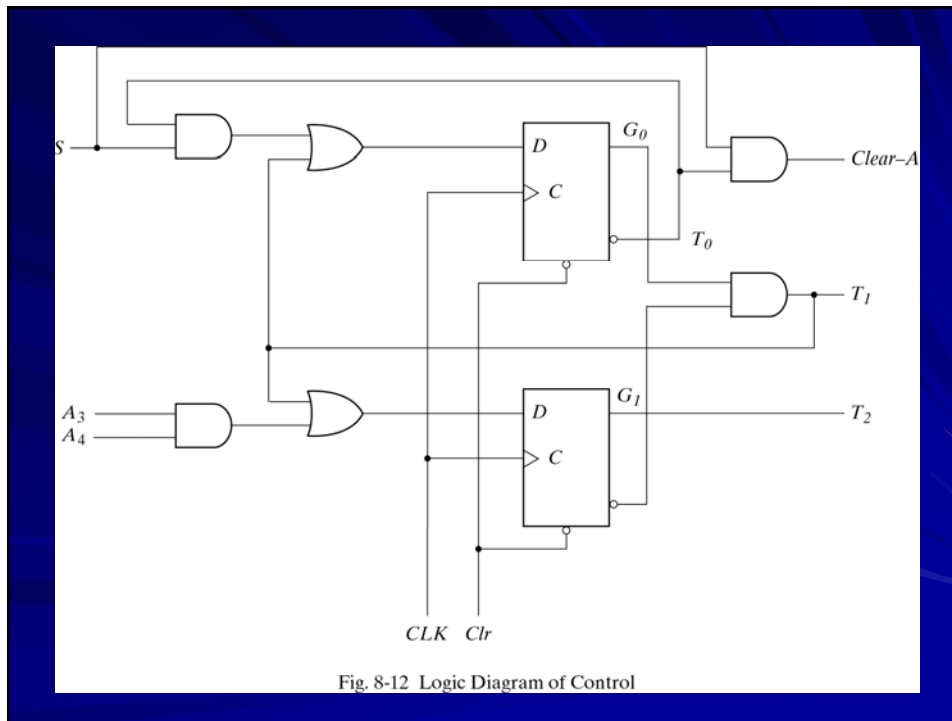 S
D
C
G0
T0
Clear–A
T1
A3
A4
D
C
G1
T2
CLK Clr
Fig. 8-12 Logic Diagram of Control